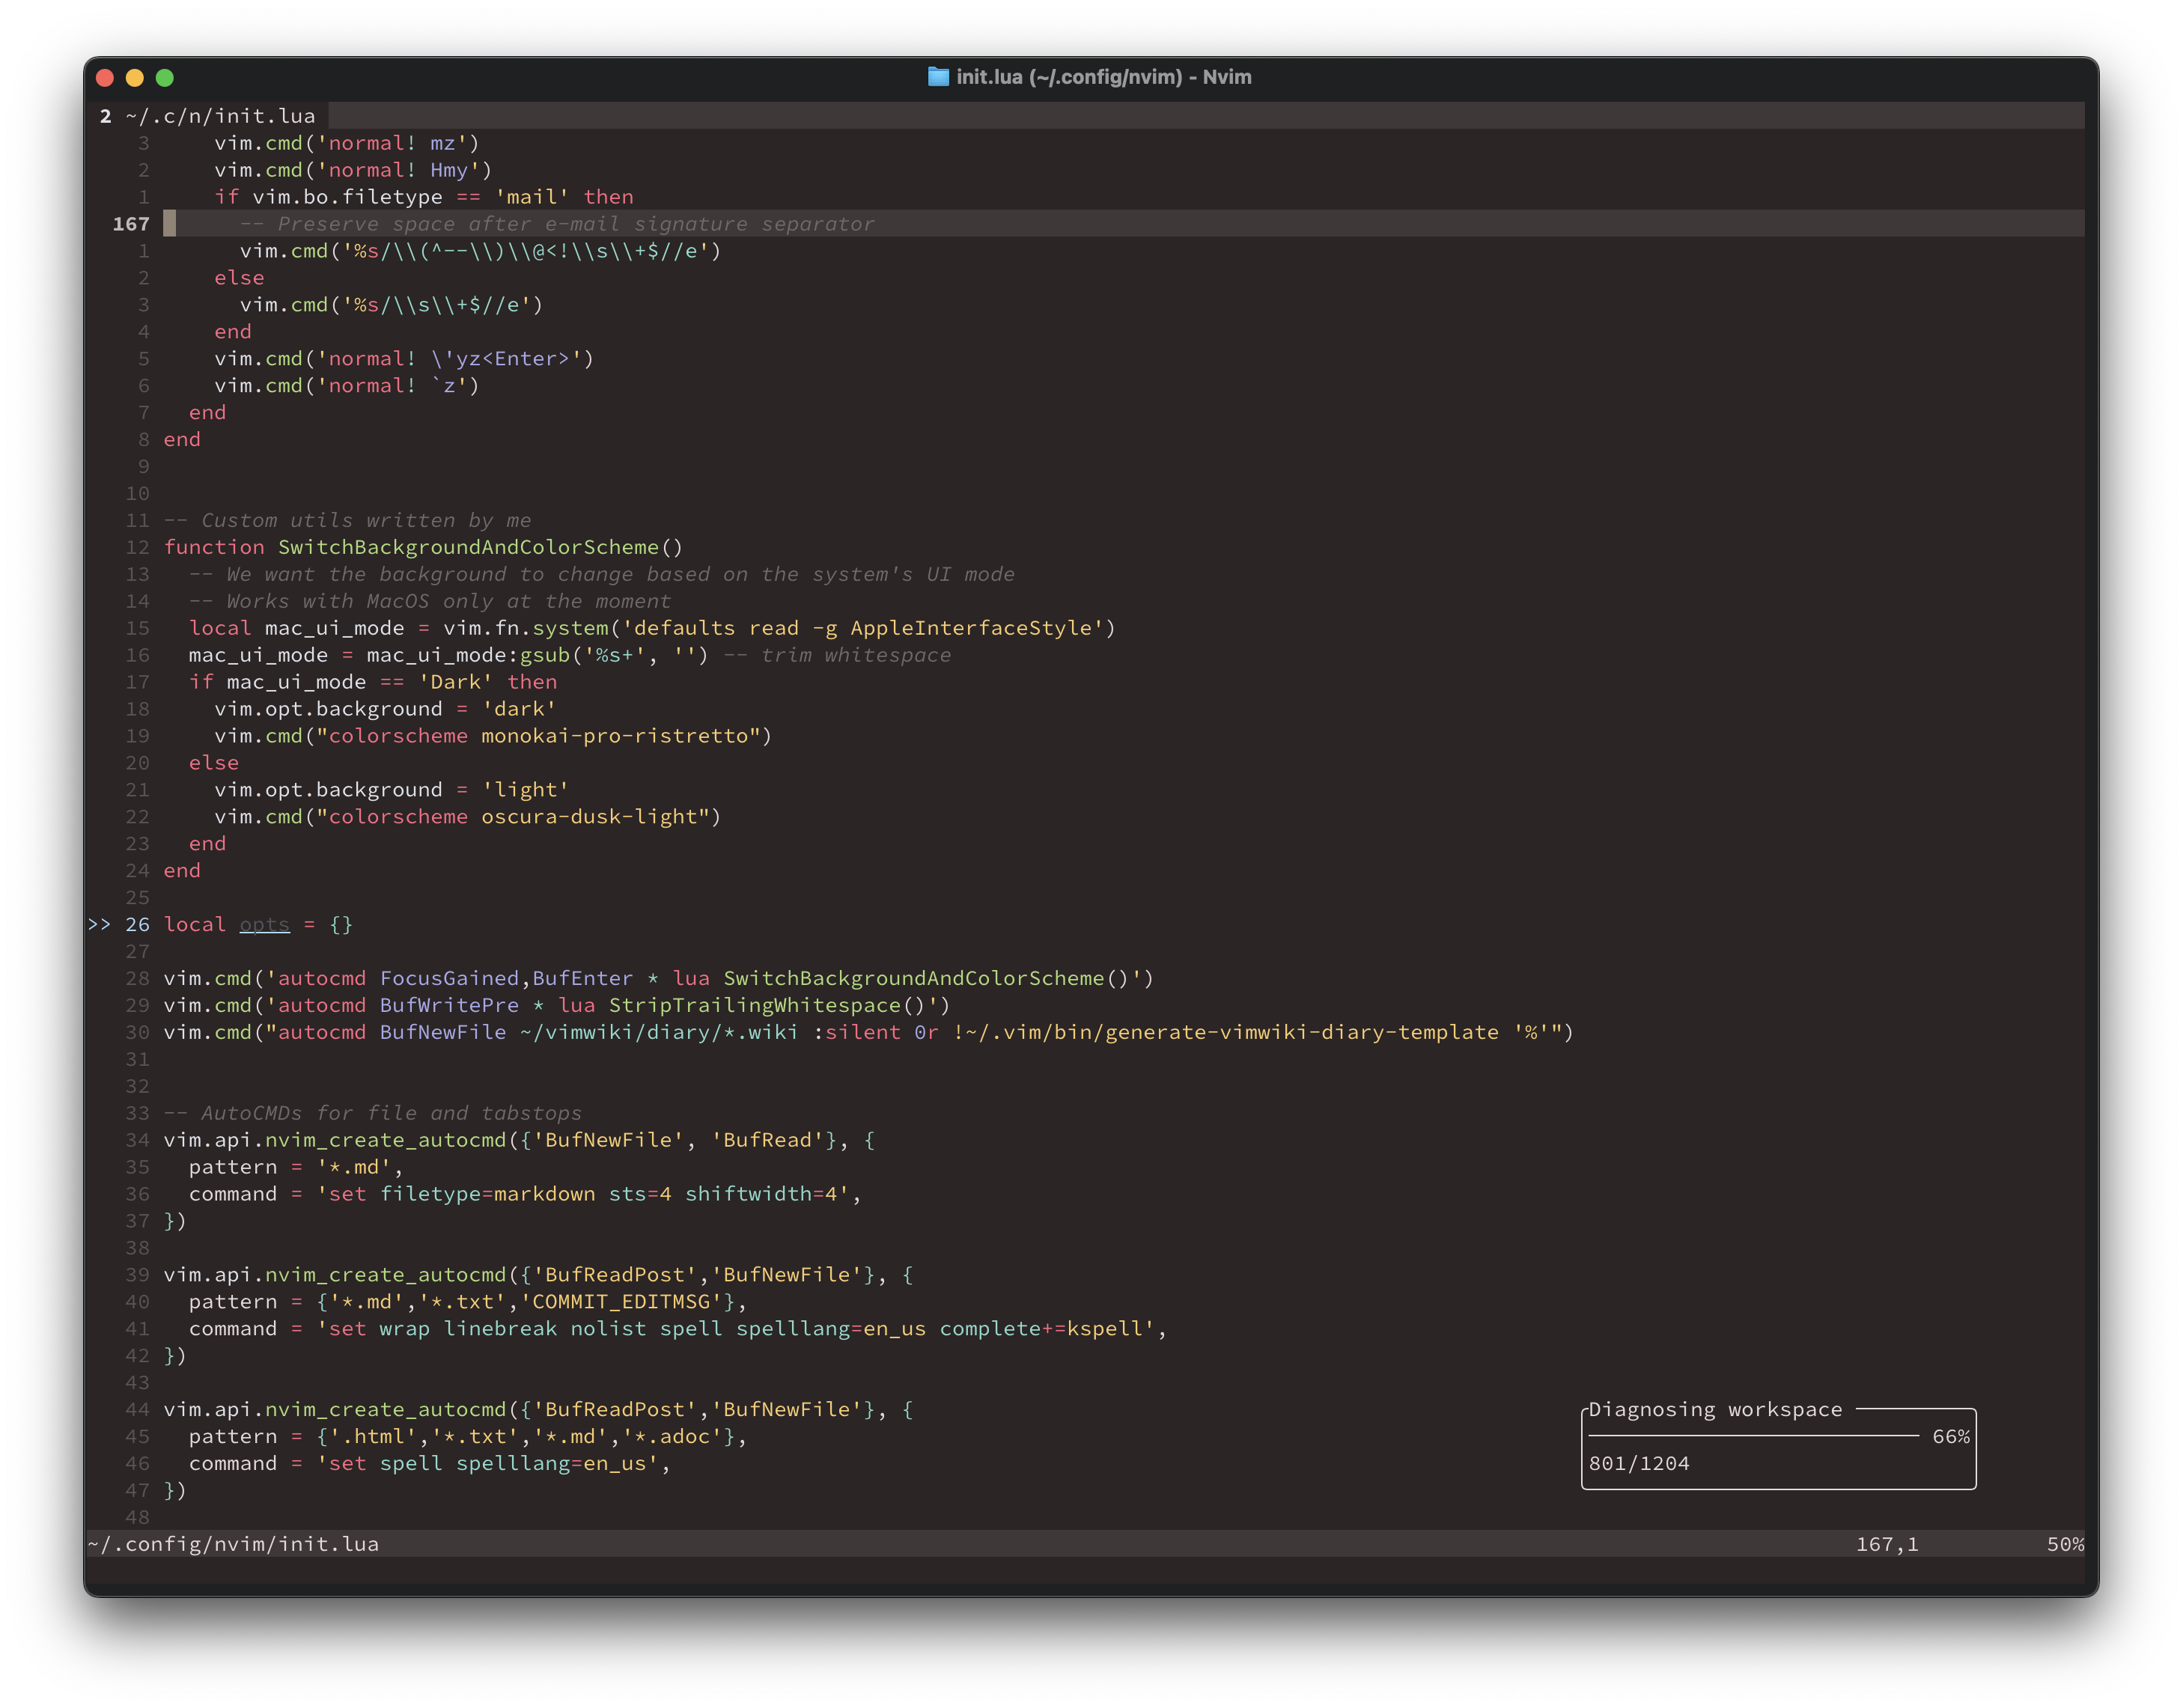 init.lua (~/.config/nvim) - Nvim
2 ~/.c/n/init.lua
3     vim.cmd('normal! mz')
2     vim.cmd('normal! Hmy')
1     if vim.bo.filetype == 'mail' then
167       -- Preserve space after e-mail signature separator
1       vim.cmd('%s/\\(^--\\)\\@<!\\s\\+$//e')
2     else
3       vim.cmd('%s/\\s\\+$//e')
4     end
5     vim.cmd('normal! \'yz<Enter>')
6     vim.cmd('normal! `z')
7   end
8 end
9
10
11 -- Custom utils written by me
12 function SwitchBackgroundAndColorScheme()
13   -- We want the background to change based on the system's UI mode
14   -- Works with MacOS only at the moment
15   local mac_ui_mode = vim.fn.system('defaults read -g AppleInterfaceStyle')
16   mac_ui_mode = mac_ui_mode:gsub('%s+', '') -- trim whitespace
17   if mac_ui_mode == 'Dark' then
18     vim.opt.background = 'dark'
19     vim.cmd("colorscheme monokai-pro-ristretto")
20   else
21     vim.opt.background = 'light'
22     vim.cmd("colorscheme oscura-dusk-light")
23   end
24 end
25
>> 26 local opts = {}
27
28 vim.cmd('autocmd FocusGained,BufEnter * lua SwitchBackgroundAndColorScheme()')
29 vim.cmd('autocmd BufWritePre * lua StripTrailingWhitespace()')
30 vim.cmd("autocmd BufNewFile ~/vimwiki/diary/*.wiki :silent 0r !~/.vim/bin/generate-vimwiki-diary-template '%'")
31
32
33 -- AutoCMDs for file and tabstops
34 vim.api.nvim_create_autocmd({'BufNewFile', 'BufRead'}, {
35   pattern = '*.md',
36   command = 'set filetype=markdown sts=4 shiftwidth=4',
37 })
38
39 vim.api.nvim_create_autocmd({'BufReadPost','BufNewFile'}, {
40   pattern = {'*.md','*.txt','COMMIT_EDITMSG'},
41   command = 'set wrap linebreak nolist spell spelllang=en_us complete+=kspell',
42 })
43
44 vim.api.nvim_create_autocmd({'BufReadPost','BufNewFile'}, {
45   pattern = {'.html','*.txt','*.md','*.adoc'},
46   command = 'set spell spelllang=en_us',
47 })
48
Diagnosing workspace
66%
801/1204
~/.config/nvim/init.lua 167,1 50%